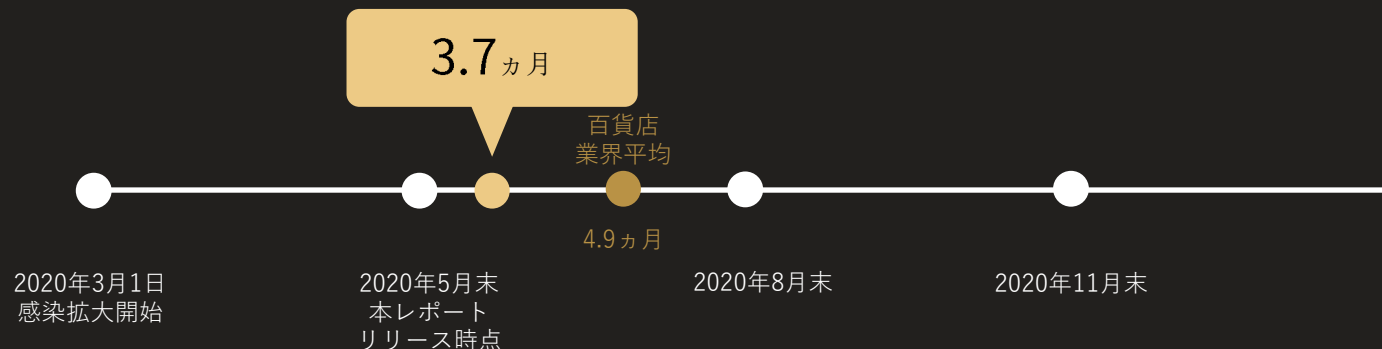 3.7ヵ月
百貨店
業界平均
4.9ヵ月
2020年3月1日
感染拡大開始
2020年5月末
本レポート
リリース時点
2020年8月末
2020年11月末